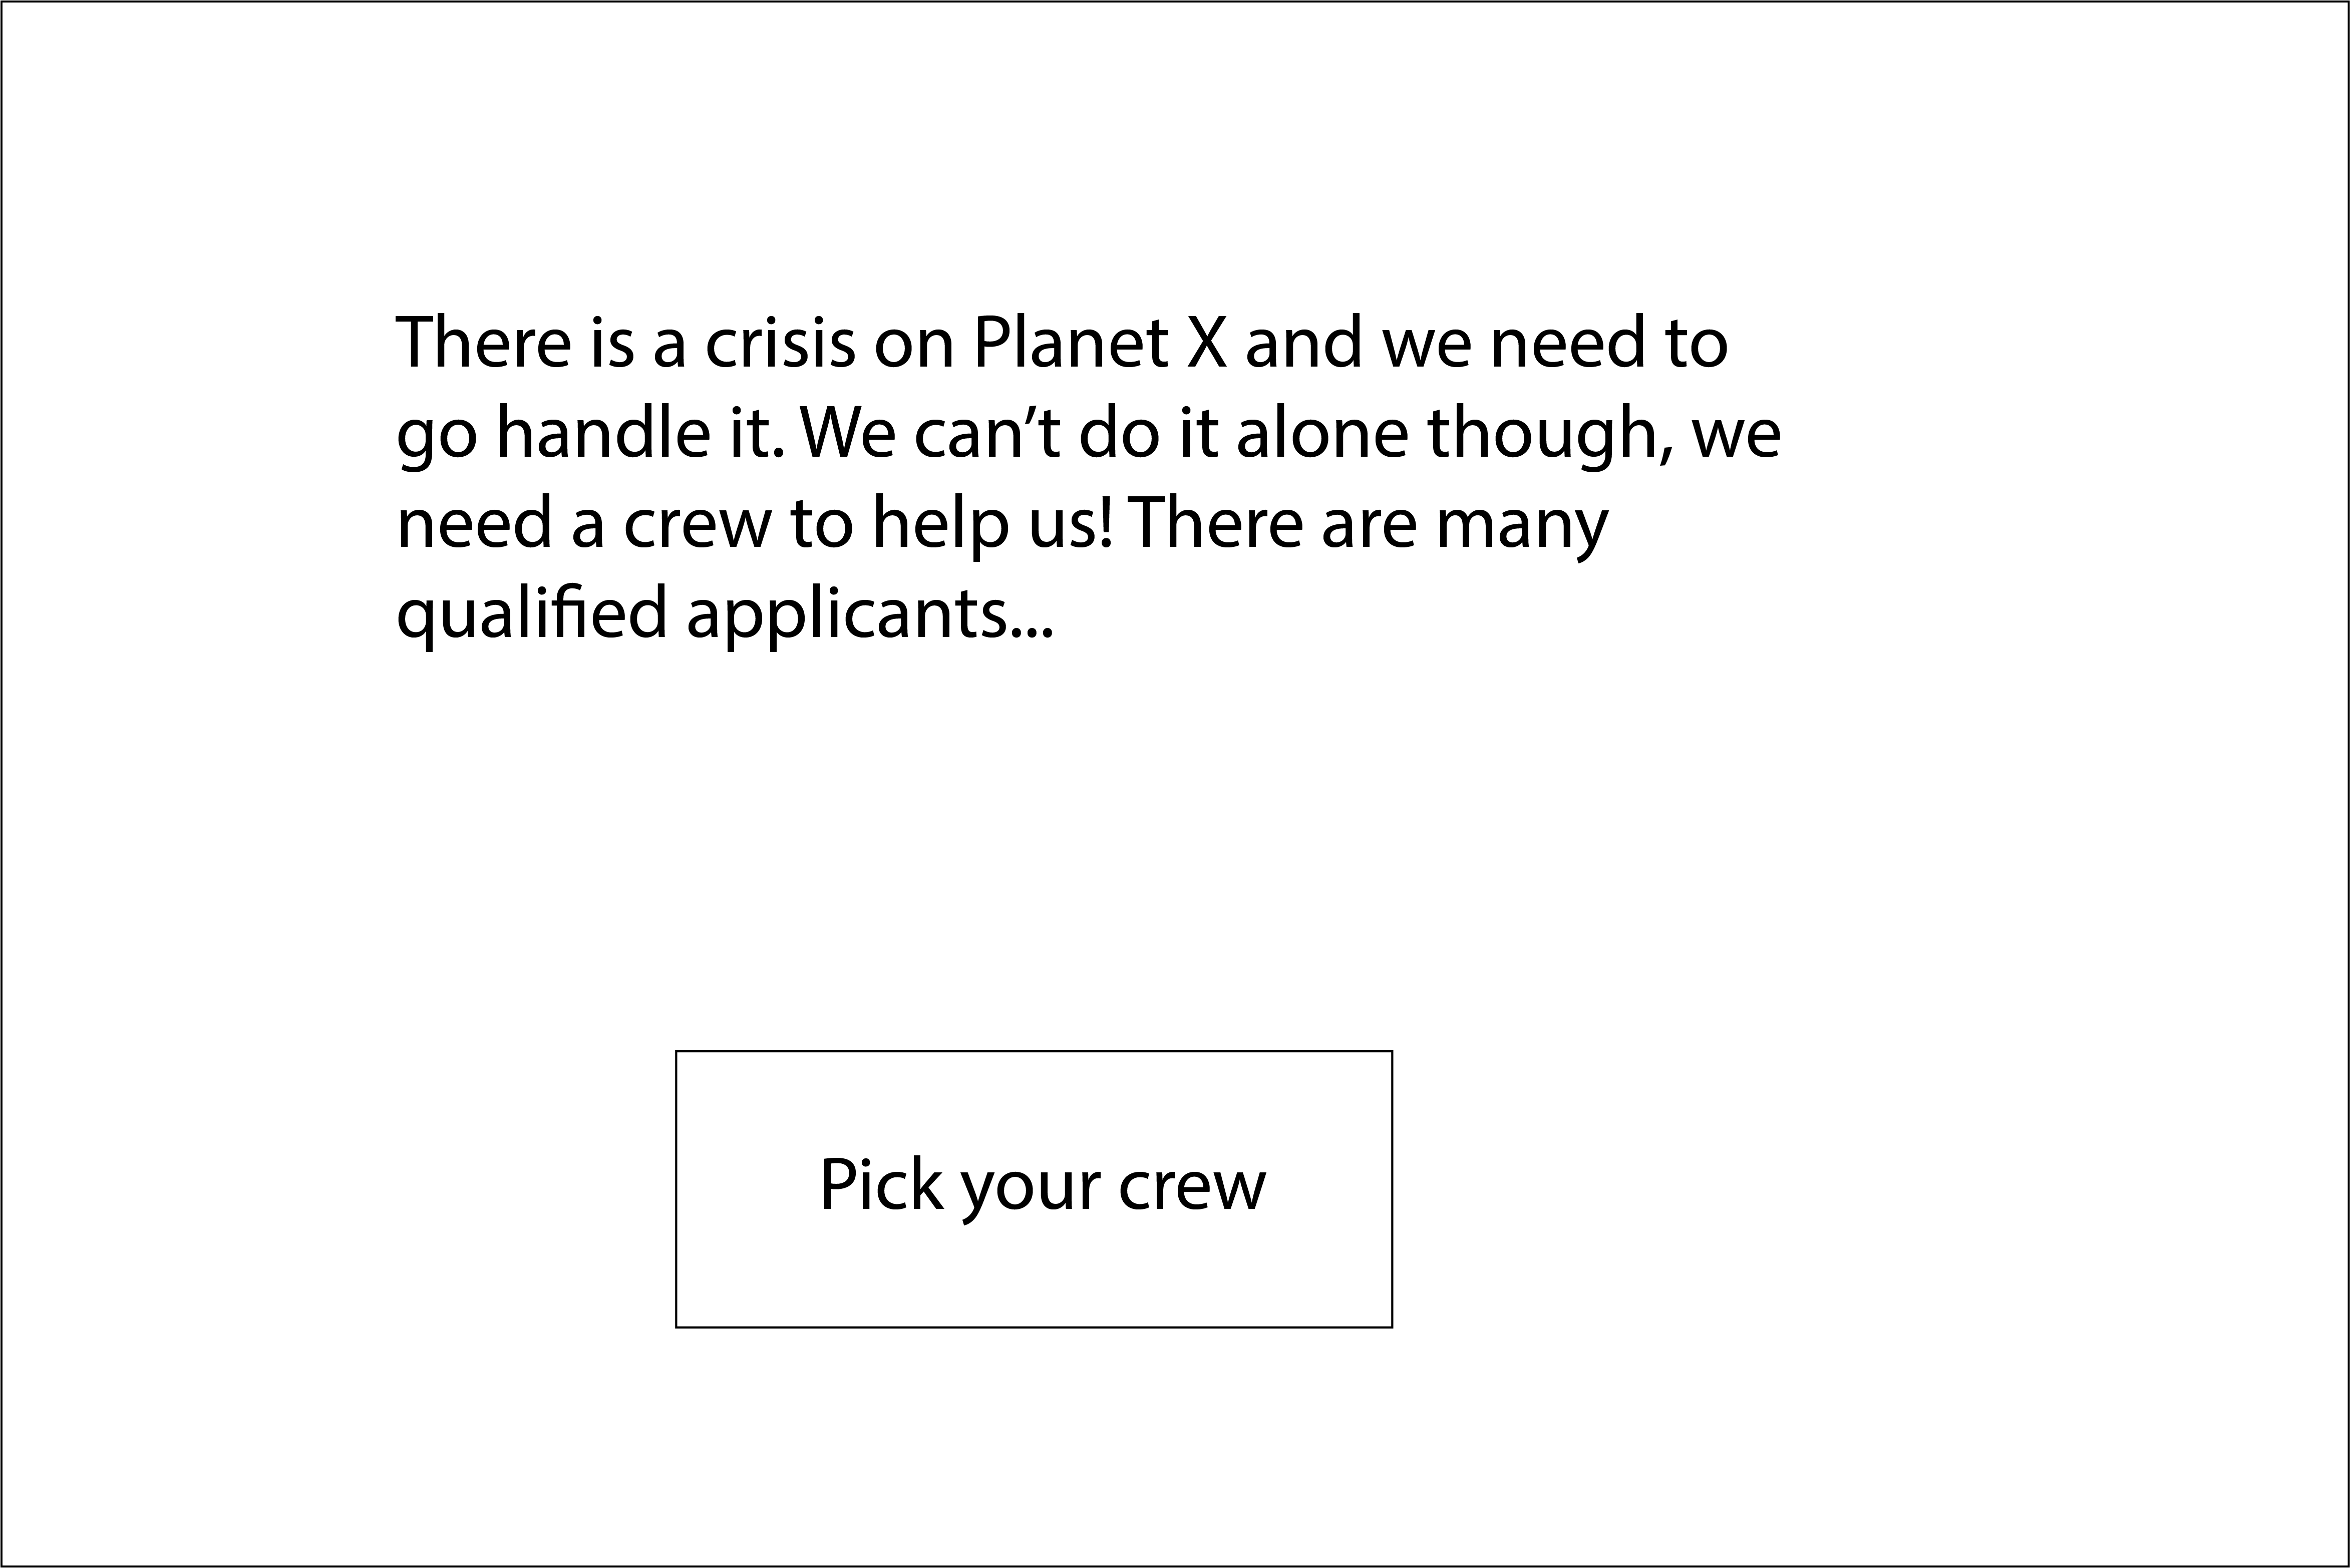 There is a crisis on Planet X and we need to
go handle it. We can’t do it alone though, we
need a crew to help us! There are many
qualified applicants...
Pick your crew